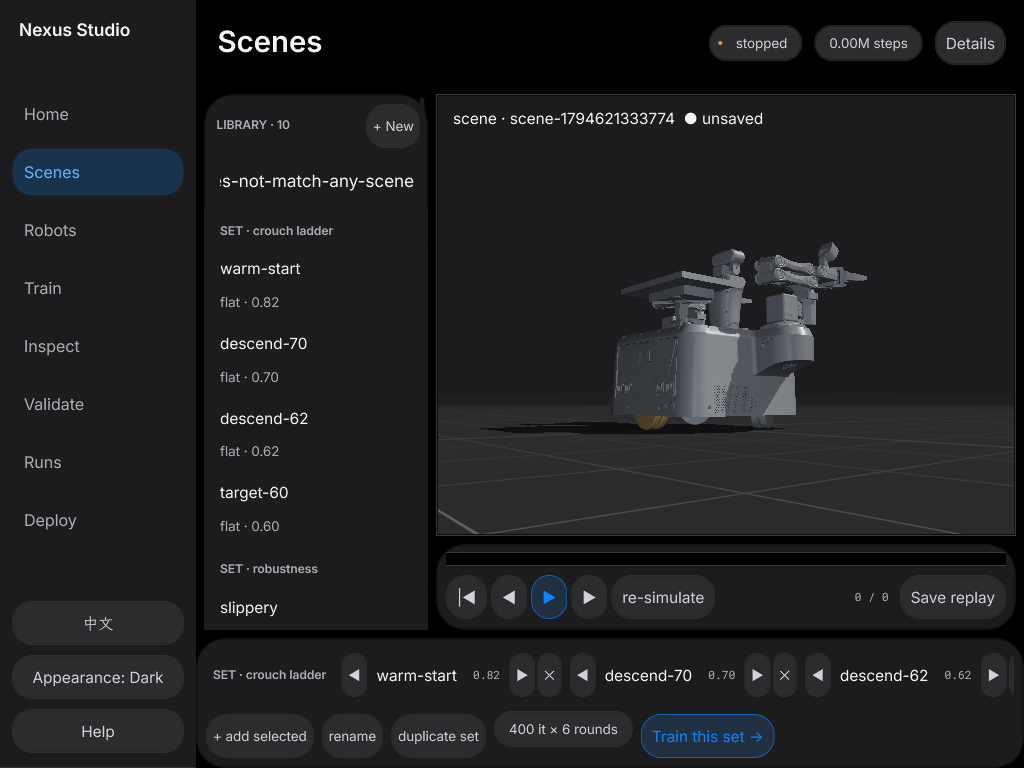 Nexus Studio
Scenes
stopped
0.00M steps
Details
Home
Scenes
Robots
Train
Inspect
Validate
Runs
Deploy
中文
Appearance: Dark
Help
LIBRARY · 10
+ New
s-not-match-any-scene
SET · crouch ladder
warm-start
flat · 0.82
descend-70
flat · 0.70
descend-62
flat · 0.62
target-60
flat · 0.60
SET · robustness
slippery
scene · scene-1794621333774 ● unsaved
re-simulate
0 / 0
Save replay
SET · crouch ladder
warm-start 0.82
descend-70 0.70
descend-62 0.62
+ add selected
rename
duplicate set
400 it × 6 rounds
Train this set →